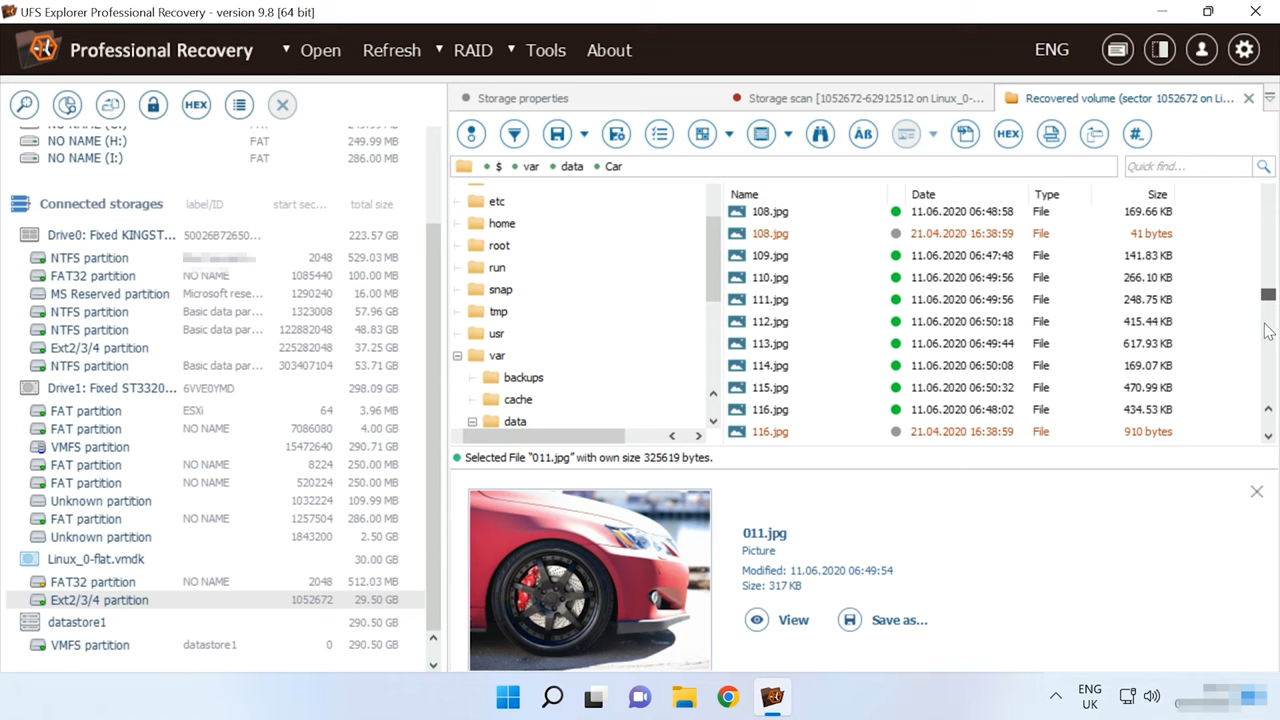 UFS Explorer Professional Recovery - version 9.8 [64 bit]
Professional Recovery Open Refresh RAID Tools About ENG
HEX
NO NAME (H:) FAT 249.99 MB
NO NAME (I:) FAT 286.00 MB
Connected storages label/ID start sec... total size
Drive0: Fixed KINGST... 50026B72650... 223.57 GB
NTFS partition 2048 529.03 MB
FAT32 partition NO NAME 1085440 100.00 MB
MS Reserved partition Microsoft rese... 1290240 16.00 MB
NTFS partition Basic data par... 1323008 57.96 GB
NTFS partition Basic data par... 122882048 48.83 GB
Ext2/3/4 partition 225282048 37.25 GB
NTFS partition Basic data par... 303407104 53.71 GB
Drive1: Fixed ST3320... 6VVE0YMD 298.09 GB
FAT partition ESXi 64 3.96 MB
FAT partition NO NAME 7086080 4.00 GB
VMFS partition 15472640 290.71 GB
FAT partition NO NAME 8224 250.00 MB
FAT partition NO NAME 520224 250.00 MB
Unknown partition 1032224 109.99 MB
FAT partition NO NAME 1257504 286.00 MB
Unknown partition 1843200 2.50 GB
Linux_0-flat.vmdk 30.00 GB
FAT32 partition NO NAME 2048 512.03 MB
Ext2/3/4 partition 1052672 29.50 GB
datastore1 290.50 GB
VMFS partition datastore1 0 290.50 GB
Storage properties Storage scan [1052672-62912512 on Linux_0-... Recovered volume (sector 1052672 on Li...
AB HEX #_
$ var data Car Quick find...
etc
home
root
run
snap
tmp
usr
var
backups
cache
data
Name Date Type Size
108.jpg 11.06.2020 06:48:58 File 169.66 KB
108.jpg 21.04.2020 16:38:59 File 41 bytes
109.jpg 11.06.2020 06:47:48 File 141.83 KB
110.jpg 11.06.2020 06:49:56 File 266.10 KB
111.jpg 11.06.2020 06:49:56 File 248.75 KB
112.jpg 11.06.2020 06:50:18 File 415.44 KB
113.jpg 11.06.2020 06:49:44 File 617.93 KB
114.jpg 11.06.2020 06:50:08 File 169.07 KB
115.jpg 11.06.2020 06:50:32 File 470.99 KB
116.jpg 11.06.2020 06:48:02 File 434.53 KB
116.jpg 21.04.2020 16:38:59 File 910 bytes
Selected File "011.jpg" with own size 325619 bytes.
011.jpg
Picture
Modified: 11.06.2020 06:49:54
Size: 317 KB
View Save as...
ENG
UK